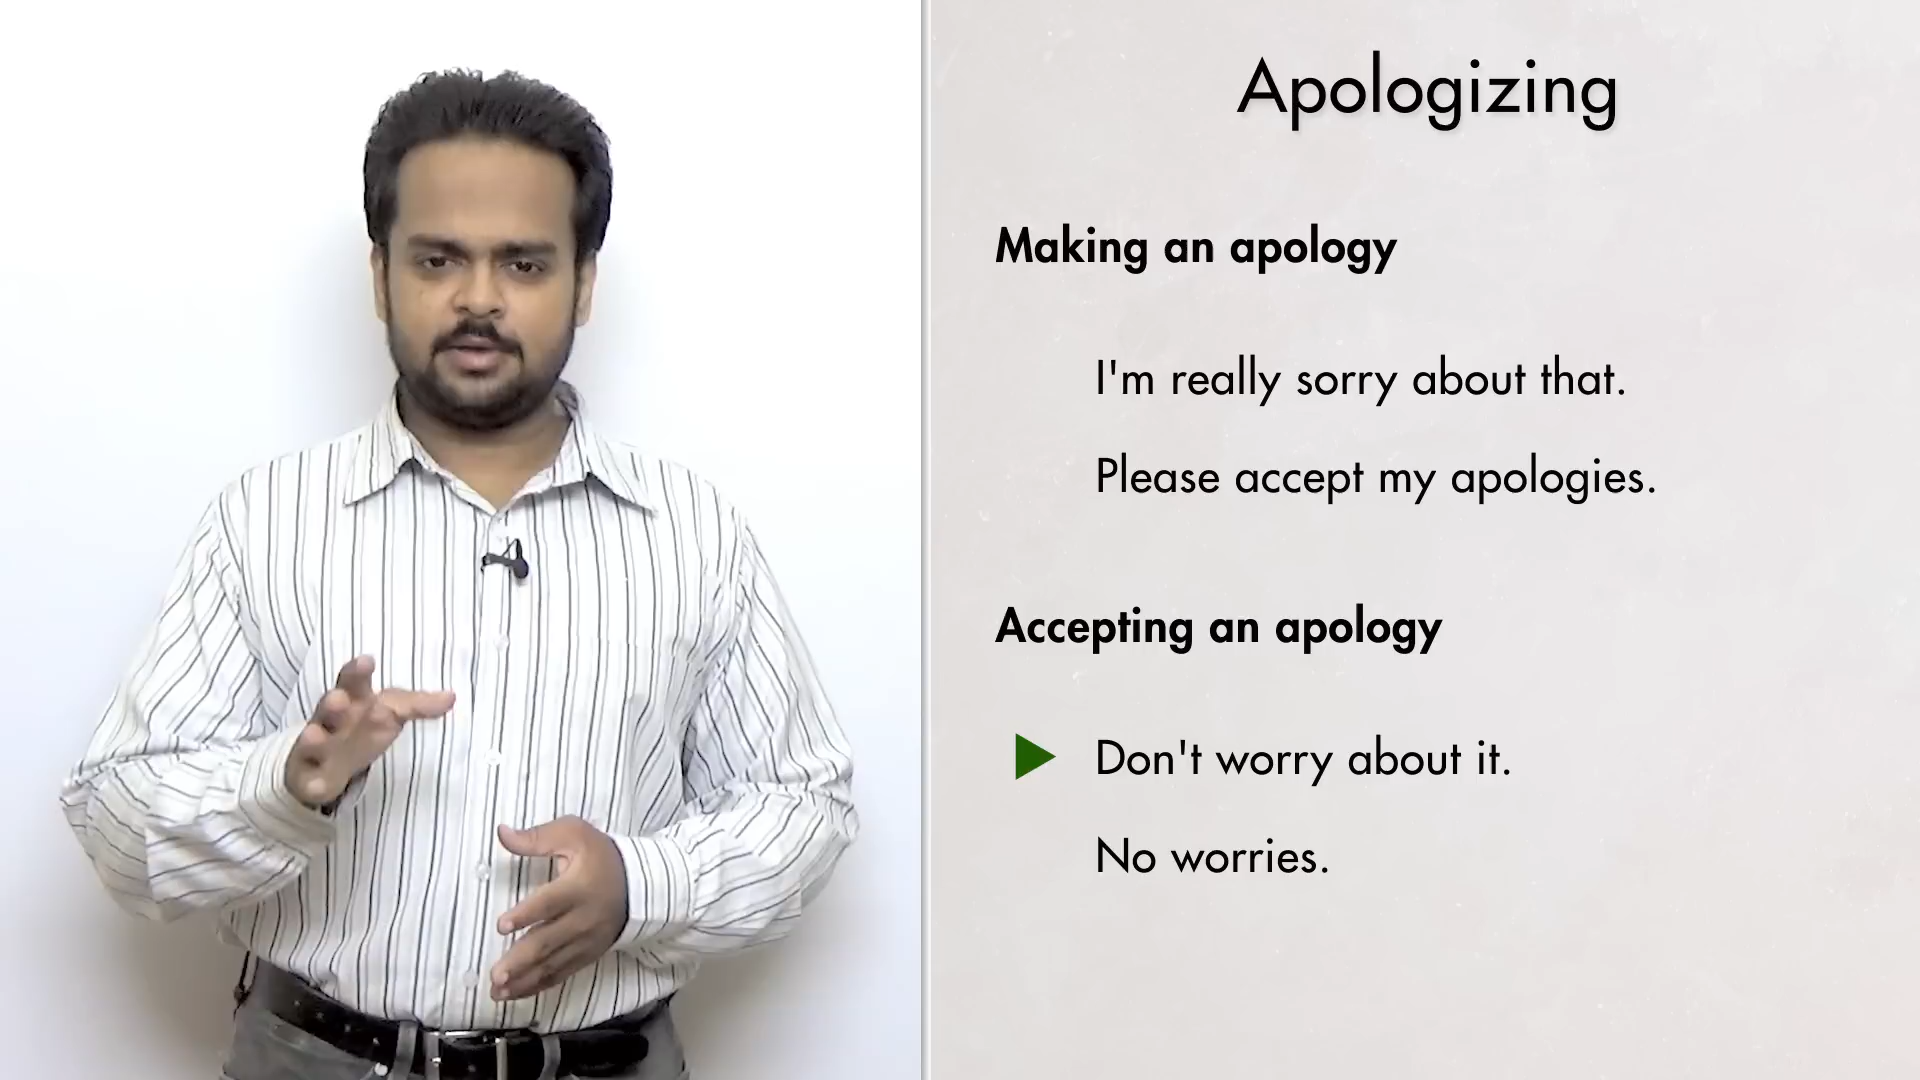 Apologizing
Making an apology
I'm really sorry about that.
Please accept my apologies.
Accepting an apology
Don't worry about it.
No worries.